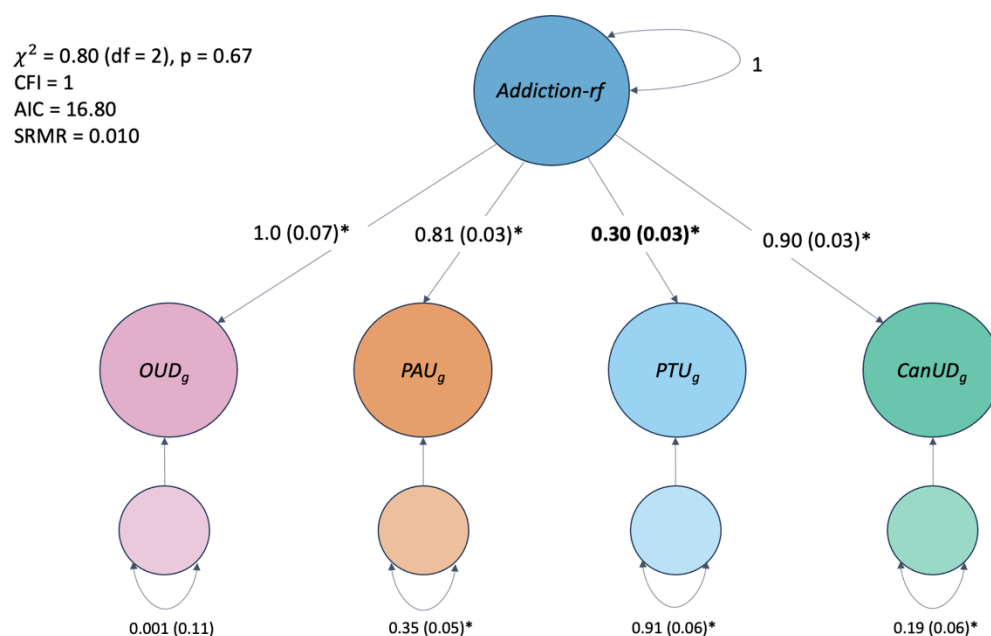 χ² = 0.80 (df = 2), p = 0.67
CFI = 1
AIC = 16.80
SRMR = 0.010
Addiction-rf
1
1.0 (0.07)*
0.81 (0.03)*
0.30 (0.03)*
0.90 (0.03)*
OUDg
PAUg
PTUg
CanUDg
0.001 (0.11)
0.35 (0.05)*
0.91 (0.06)*
0.19 (0.06)*